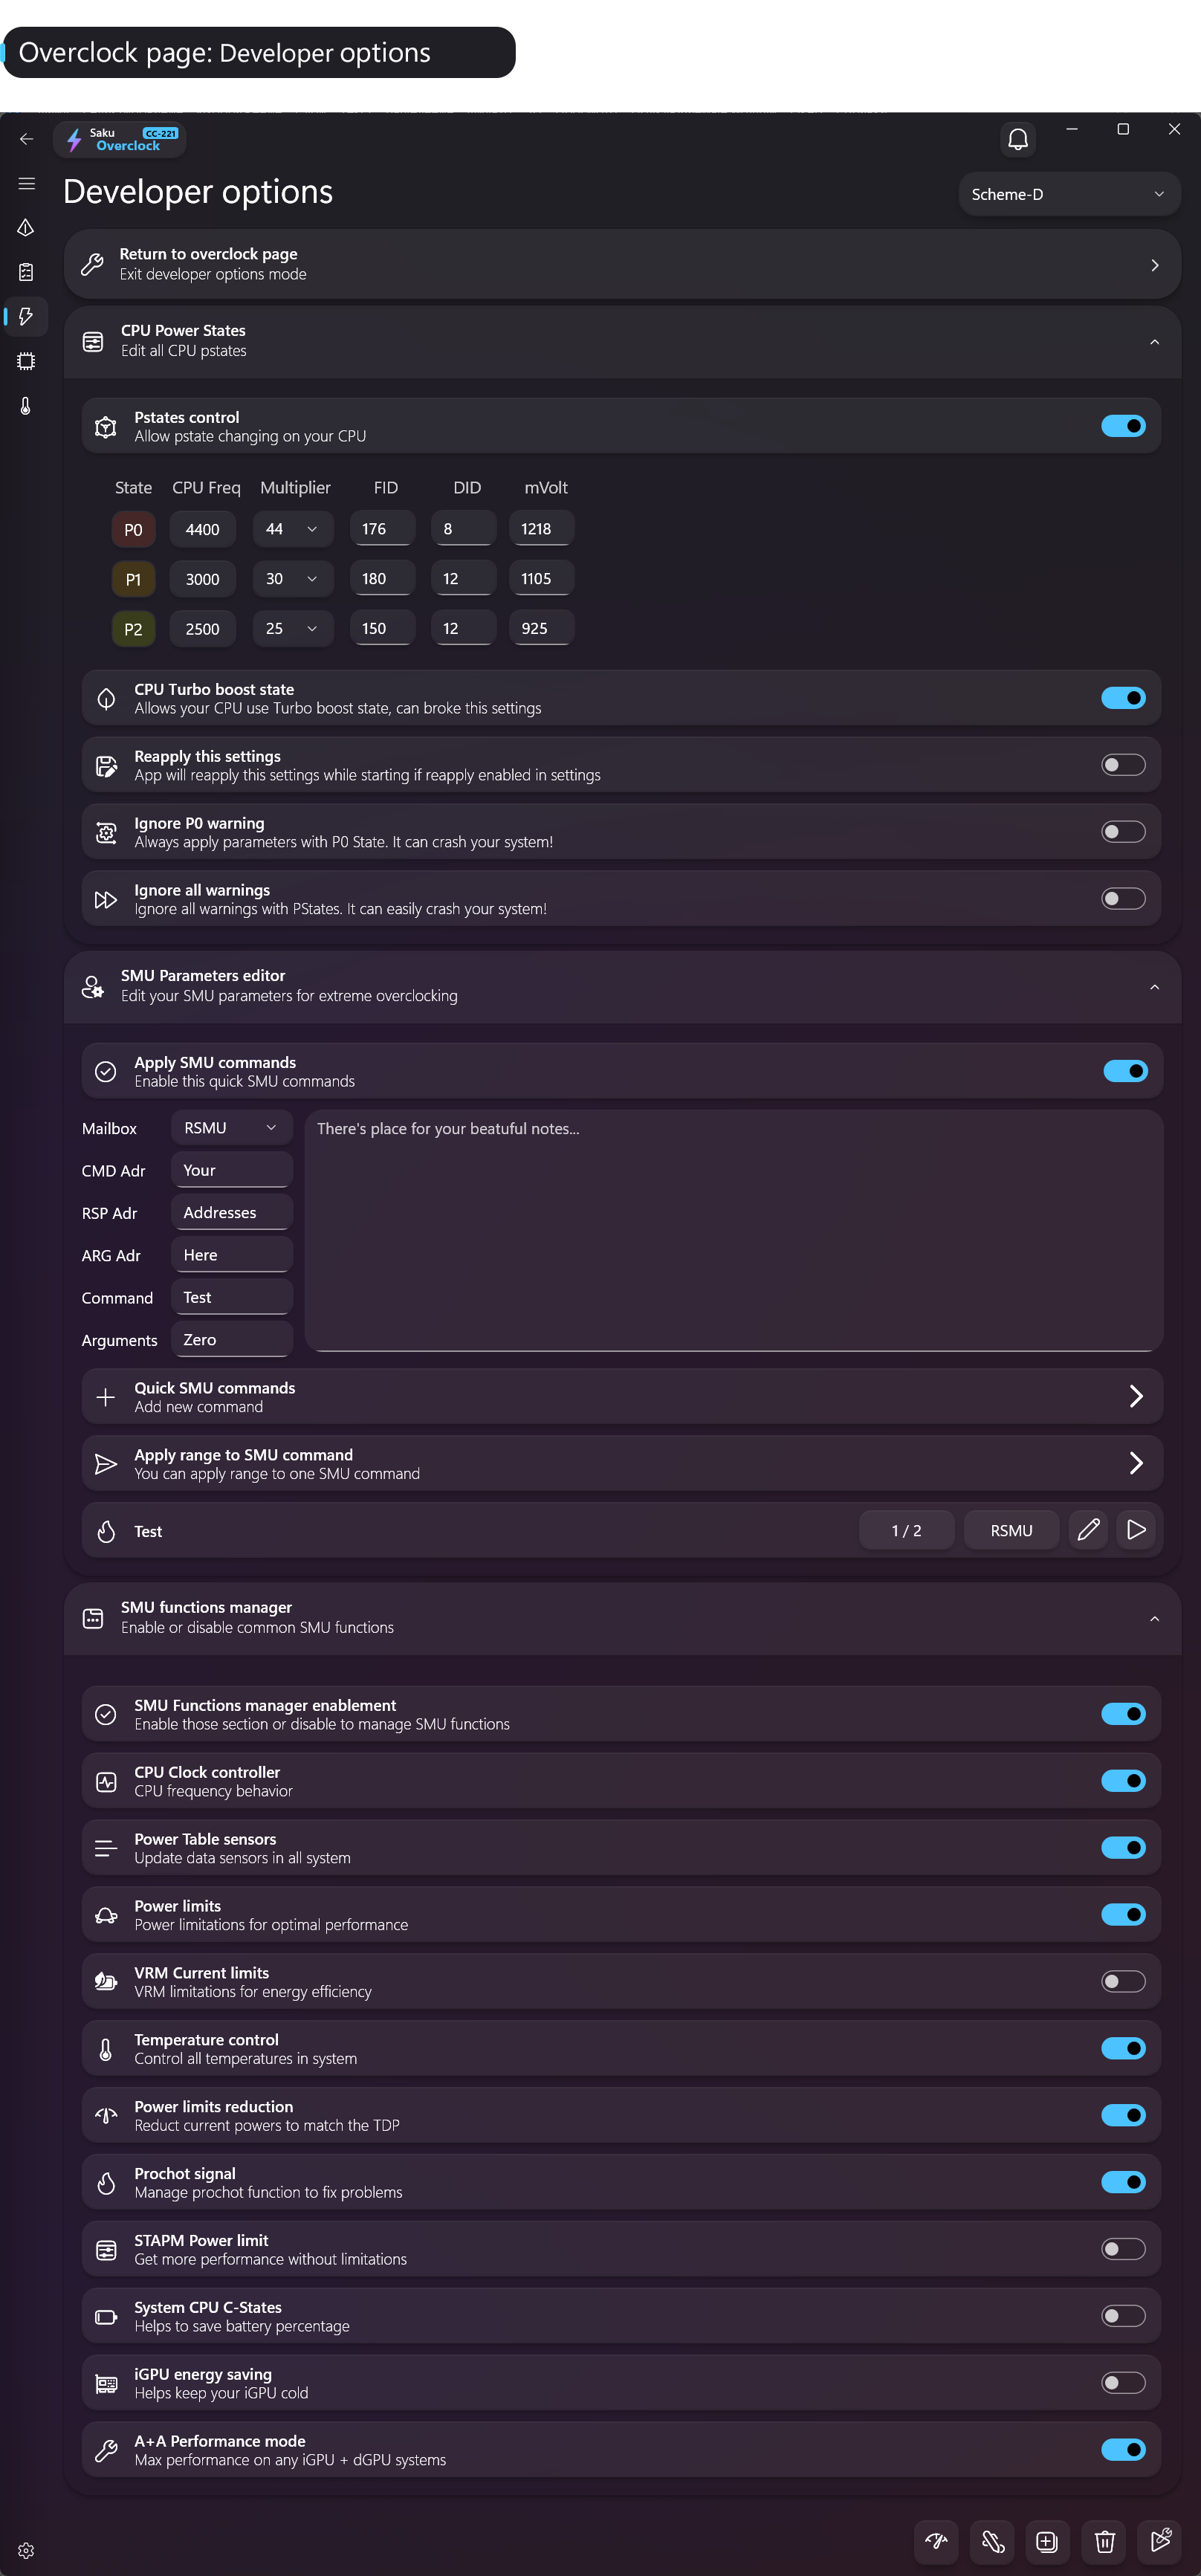 Overclock page: Developer options
Saku CC-221
Overclock
Developer options
Scheme-D
Return to overclock page
Exit developer options mode
CPU Power States
Edit all CPU pstates
Pstates control
Allow pstate changing on your CPU
State CPU Freq Multiplier FID DID mVolt
P0 4400 44 176 8 1218
P1 3000 30 180 12 1105
P2 2500 25 150 12 925
CPU Turbo boost state
Allows your CPU use Turbo boost state, can broke this settings
Reapply this settings
App will reapply this settings while starting if reapply enabled in settings
Ignore P0 warning
Always apply parameters with P0 State. It can crash your system!
Ignore all warnings
Ignore all warnings with PStates. It can easily crash your system!
SMU Parameters editor
Edit your SMU parameters for extreme overclocking
Apply SMU commands
Enable this quick SMU commands
Mailbox RSMU There's place for your beatuful notes...
CMD Adr Your
RSP Adr Addresses
ARG Adr Here
Command Test
Arguments Zero
Quick SMU commands
Add new command
Apply range to SMU command
You can apply range to one SMU command
Test 1 / 2 RSMU
SMU functions manager
Enable or disable common SMU functions
SMU Functions manager enablement
Enable those section or disable to manage SMU functions
CPU Clock controller
CPU frequency behavior
Power Table sensors
Update data sensors in all system
Power limits
Power limitations for optimal performance
VRM Current limits
VRM limitations for energy efficiency
Temperature control
Control all temperatures in system
Power limits reduction
Reduct current powers to match the TDP
Prochot signal
Manage prochot function to fix problems
STAPM Power limit
Get more performance without limitations
System CPU C-States
Helps to save battery percentage
iGPU energy saving
Helps keep your iGPU cold
A+A Performance mode
Max performance on any iGPU + dGPU systems